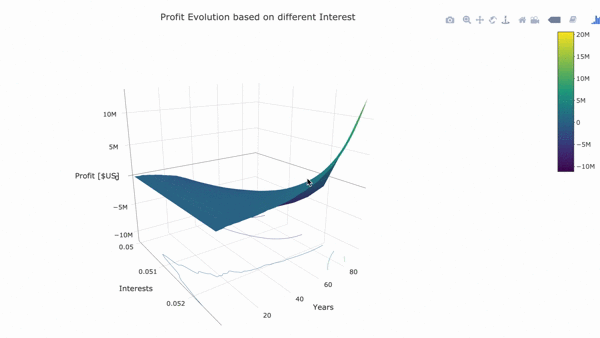 Profit Evolution based on different Interest
20M
15M
10M
5M
0
−5M
−10M
10M
5M
Profit [$US]
−5M
−10M
0.05
0.051
0.052
Interests
80
60
40
20
Years